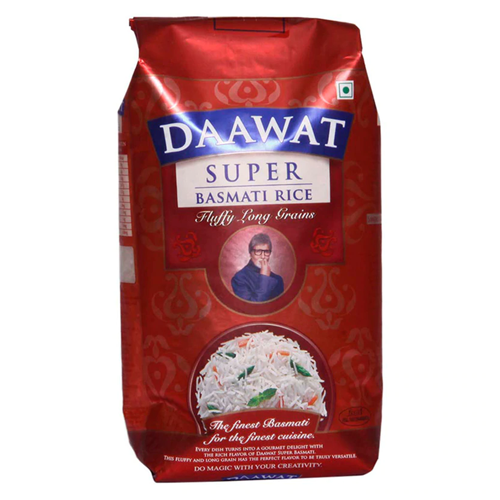 DAAWAT
SUPER
BASMATI RICE
Fluffy Long Grains
The finest Basmati
for the finest cuisine.
EVERY DISH TURNS INTO A GOURMET DELIGHT WITH
THE RICH FLAVOR OF DAAWAT SUPER BASMATI.
THIS FLUFFY AND LONG GRAIN HAS THE PERFECT FLAVOR TO BE TRULY VERSATILE.
DO MAGIC WITH YOUR CREATIVITY.
DAAWAT